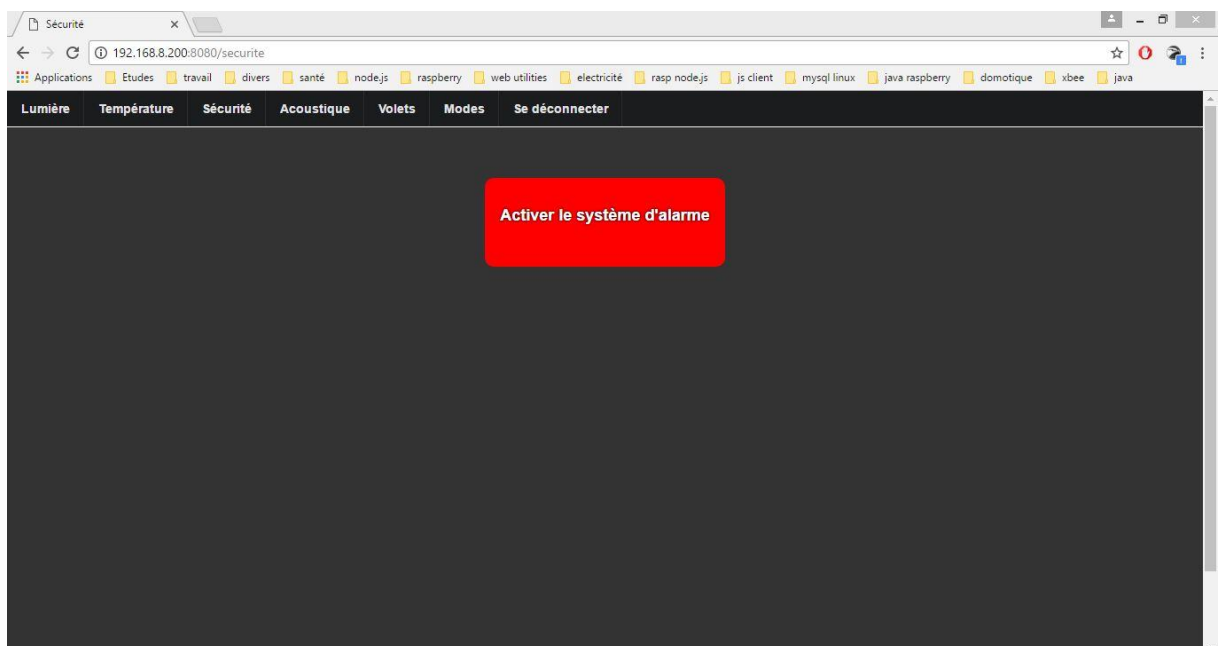 Sécurité
192.168.8.200:8080/securite
Applications Etudes travail divers santé node.js raspberry web utilities electricité rasp node.js js client mysql linux java raspberry domotique xbee java
Lumière Température Sécurité Acoustique Volets Modes Se déconnecter
Activer le système d'alarme